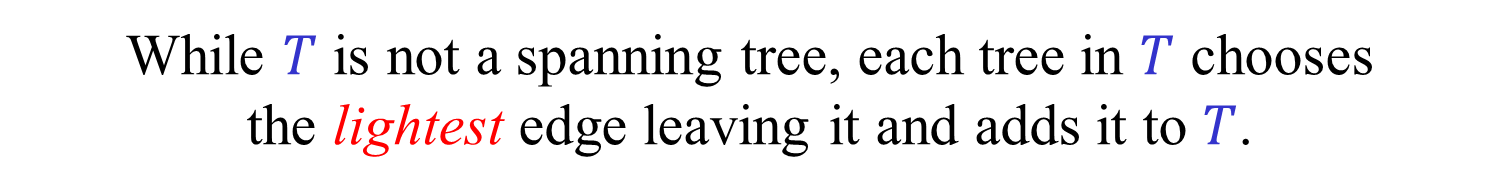 While T is not a spanning tree, each tree in T chooses
the lightest edge leaving it and adds it to T.